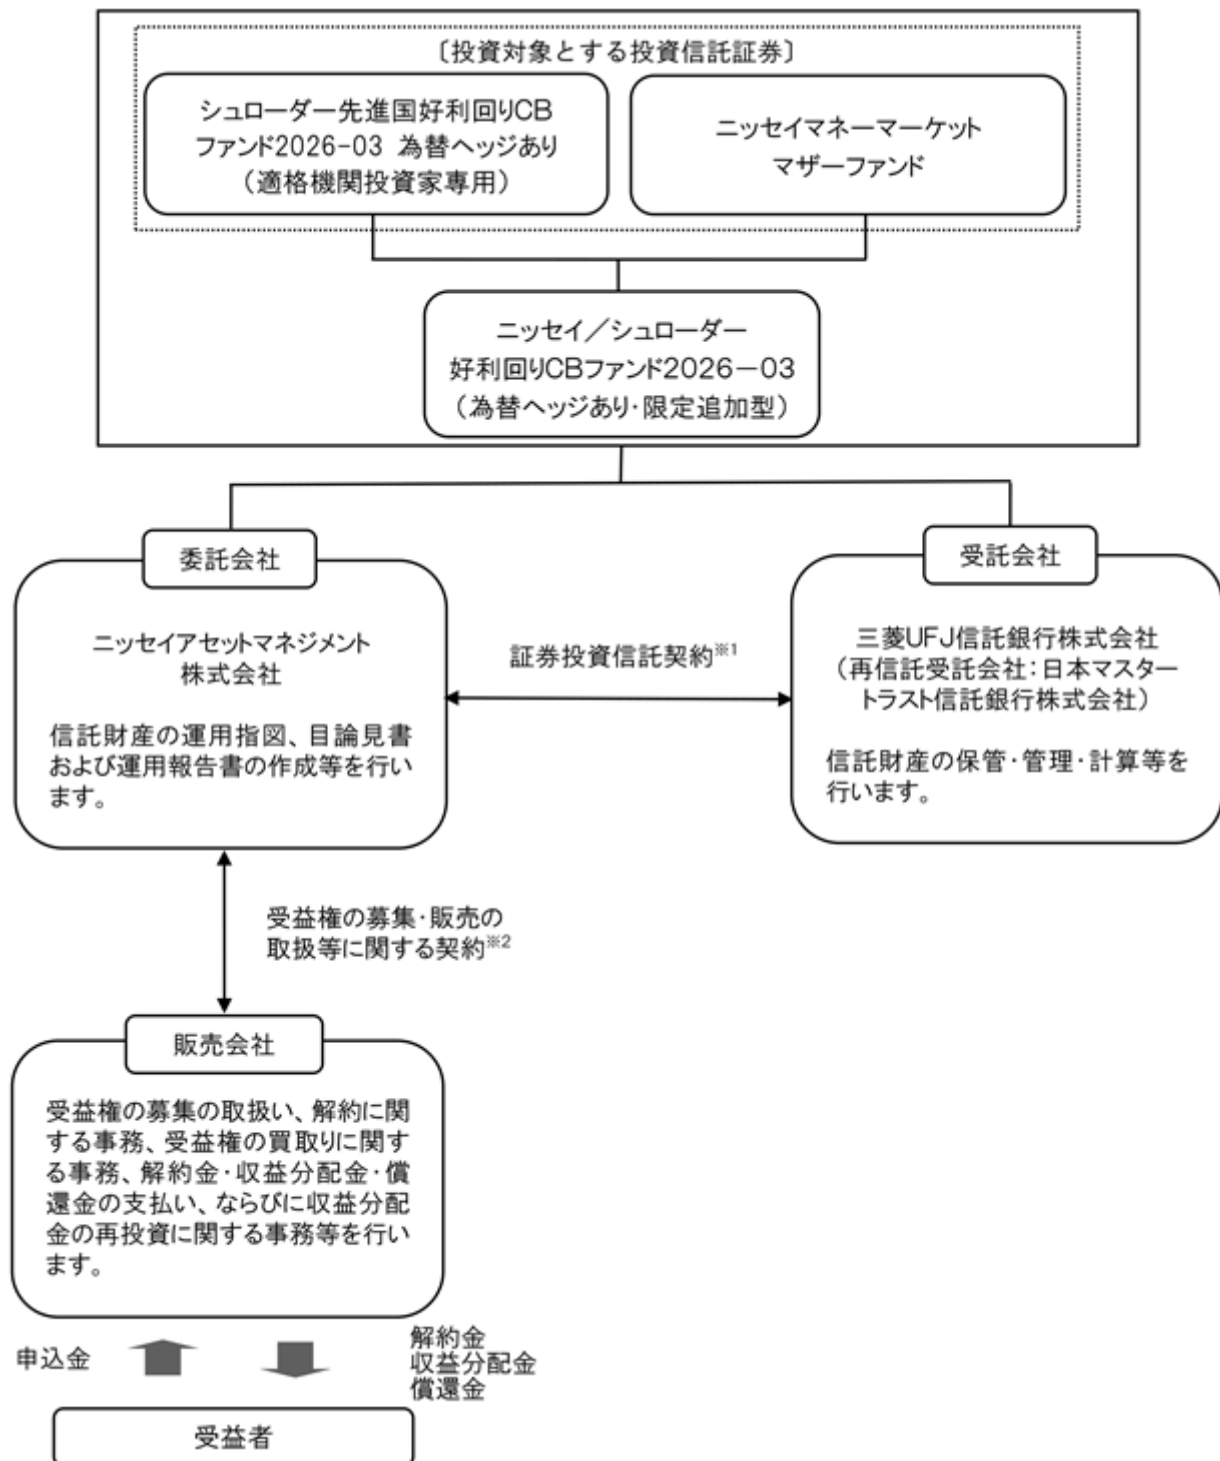 〔投資対象とする投資信託証券〕
シュローダー先進国好利回りCB
ファンド2026-03 為替ヘッジあり
（適格機関投資家専用）
ニッセイマネーマーケット
マザーファンド
ニッセイ／シュローダー
好利回りCBファンド2026－03
（為替ヘッジあり・限定追加型）
委託会社
ニッセイアセットマネジメント
株式会社
信託財産の運用指図、目論見書
および運用報告書の作成等を行い
ます。
証券投資信託契約※1
受託会社
三菱UFJ信託銀行株式会社
（再信託受託会社：日本マスター
トラスト信託銀行株式会社）
信託財産の保管・管理・計算等を
行います。
受益権の募集・販売の
取扱等に関する契約※2
販売会社
受益権の募集の取扱い、解約に関
する事務、受益権の買取りに関す
る事務、解約金・収益分配金・償
還金の支払い、ならびに収益分配
金の再投資に関する事務等を行い
ます。
申込金
解約金
収益分配金
償還金
受益者